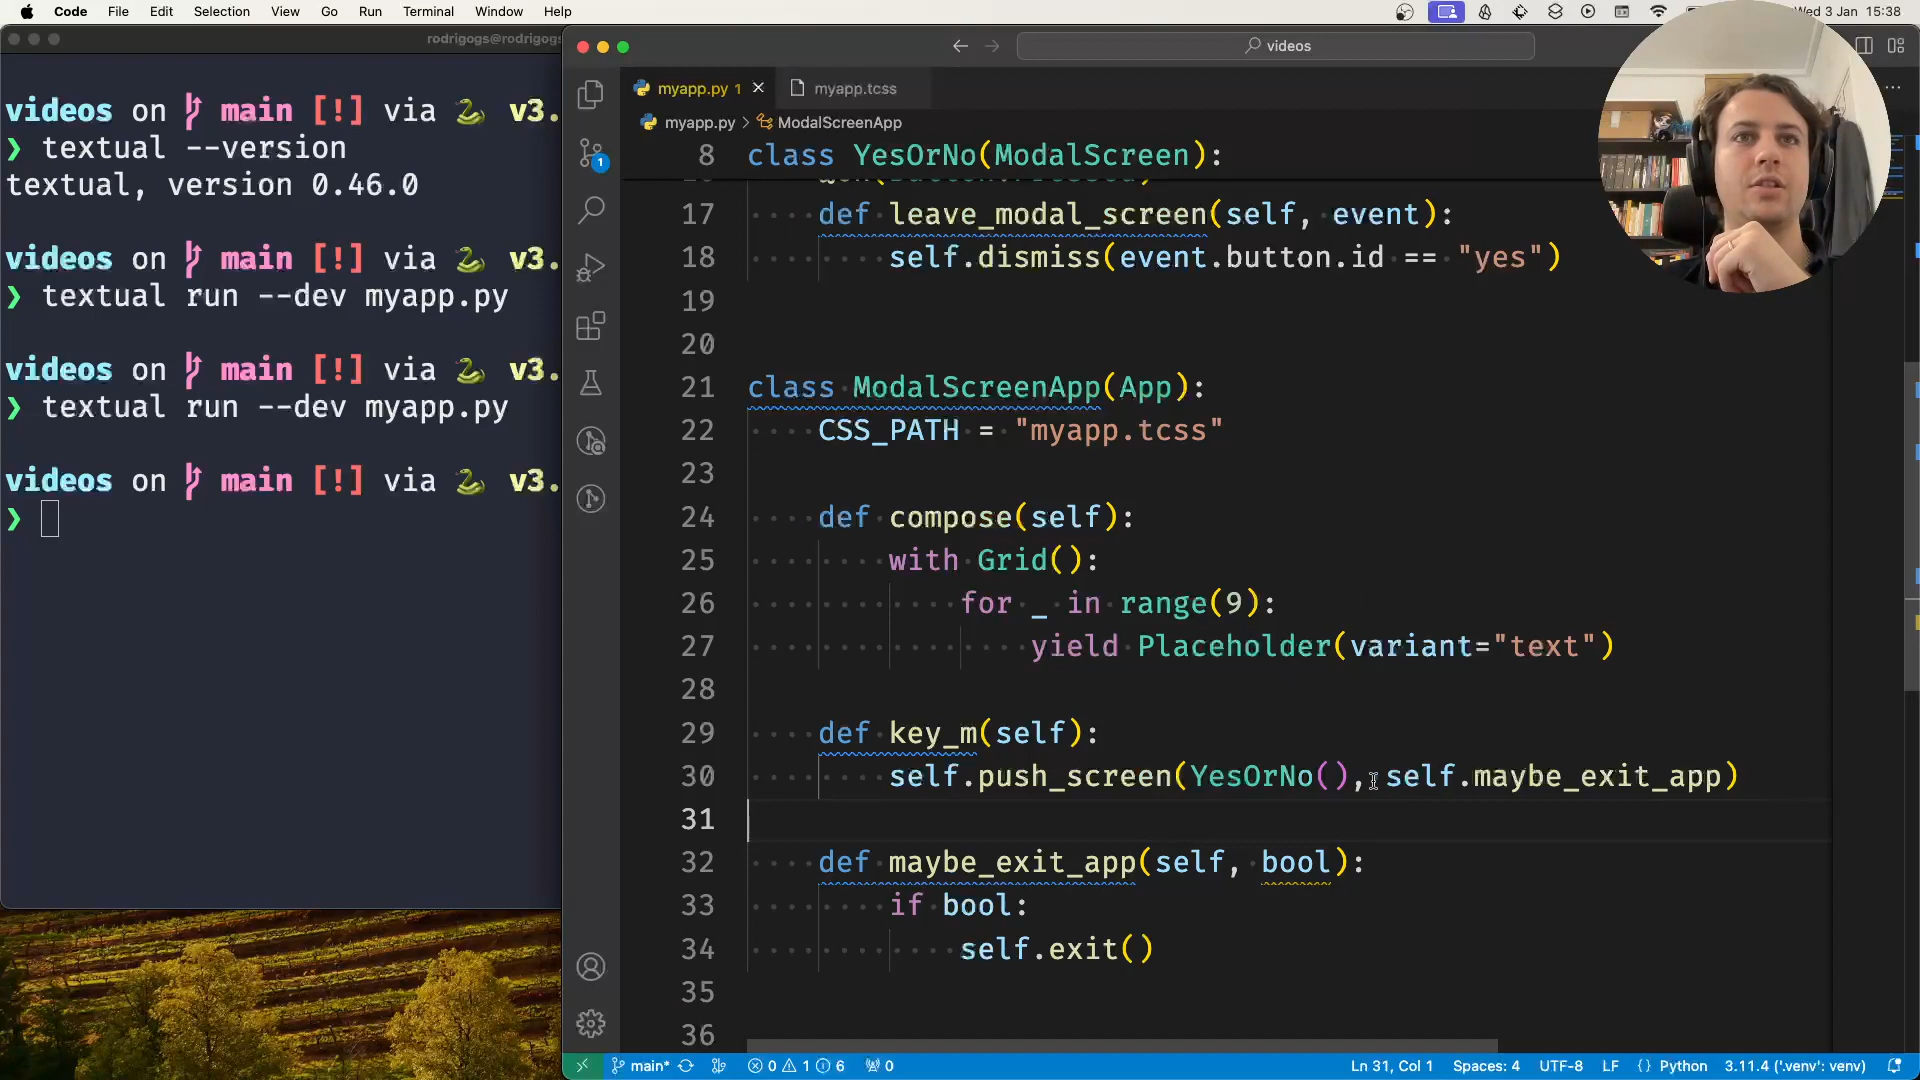 Code File Edit Selection View Go Run Terminal Window Help
Wed 3 Jan 15:38
rodrigogs@rodrigogs
videos on main [!] via v3.
❯ textual --version
textual, version 0.46.0
videos on main [!] via v3.
❯ textual run --dev myapp.py
videos on main [!] via v3.
❯ textual run --dev myapp.py
videos on main [!] via v3.
❯
videos
myapp.py 1
myapp.tcss
myapp.py > ModalScreenApp
1
8 class YesOrNo(ModalScreen):
17 def leave_modal_screen(self, event):
18 self.dismiss(event.button.id == "yes")
19
20
21 class ModalScreenApp(App):
22 CSS_PATH = "myapp.tcss"
23
24 def compose(self):
25 with Grid():
26 for _ in range(9):
27 yield Placeholder(variant="text")
28
29 def key_m(self):
30 self.push_screen(YesOrNo(), self.maybe_exit_app)
31
32 def maybe_exit_app(self, bool):
33 if bool:
34 self.exit()
35
36
main* 0 1 6 0 Ln 31, Col 1 Spaces: 4 UTF-8 LF {} Python 3.11.4 ('.venv': venv)